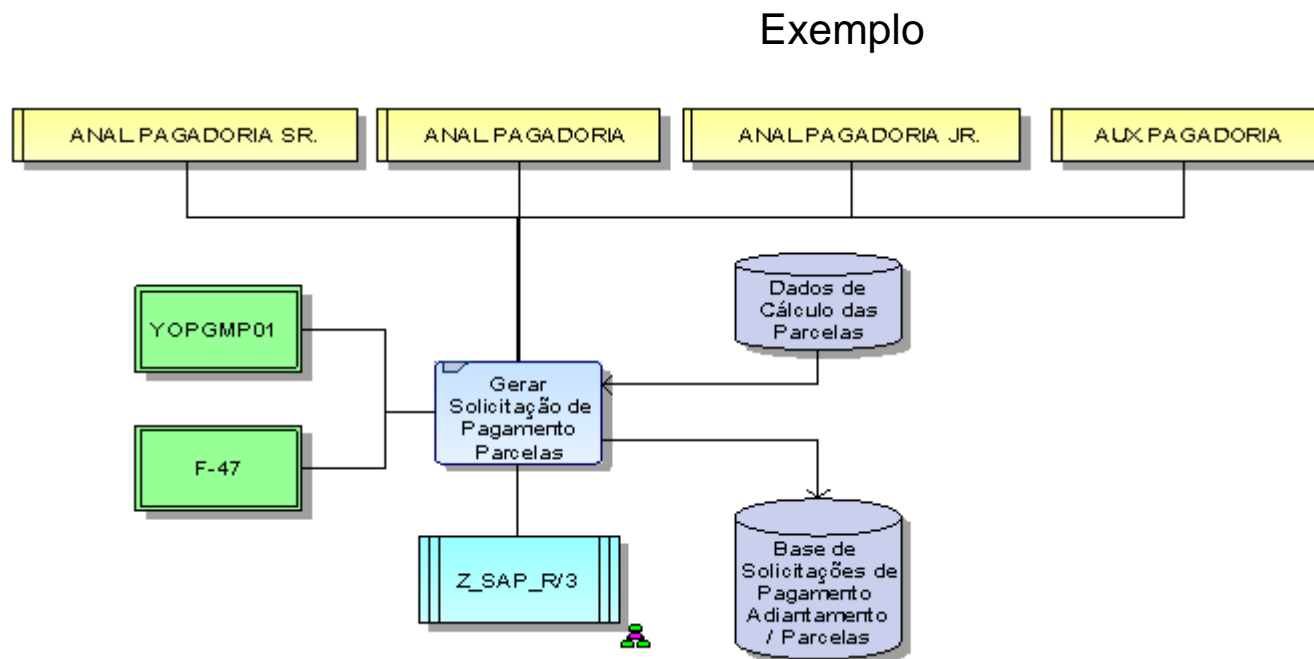 Exemplo
ANAL.PAGADORIA SR.
ANAL.PAGADORIA
ANAL.PAGADORIA JR.
AUX.PAGADORIA
YOPGMP01
Dados de
Cálculo das
Parcelas
Gerar
Solicitação de
Pagamento
Parcelas
F-47
Z_SAP_R/3
Base de
Solicitações de
Pagamento
Adiantamento
/ Parcelas